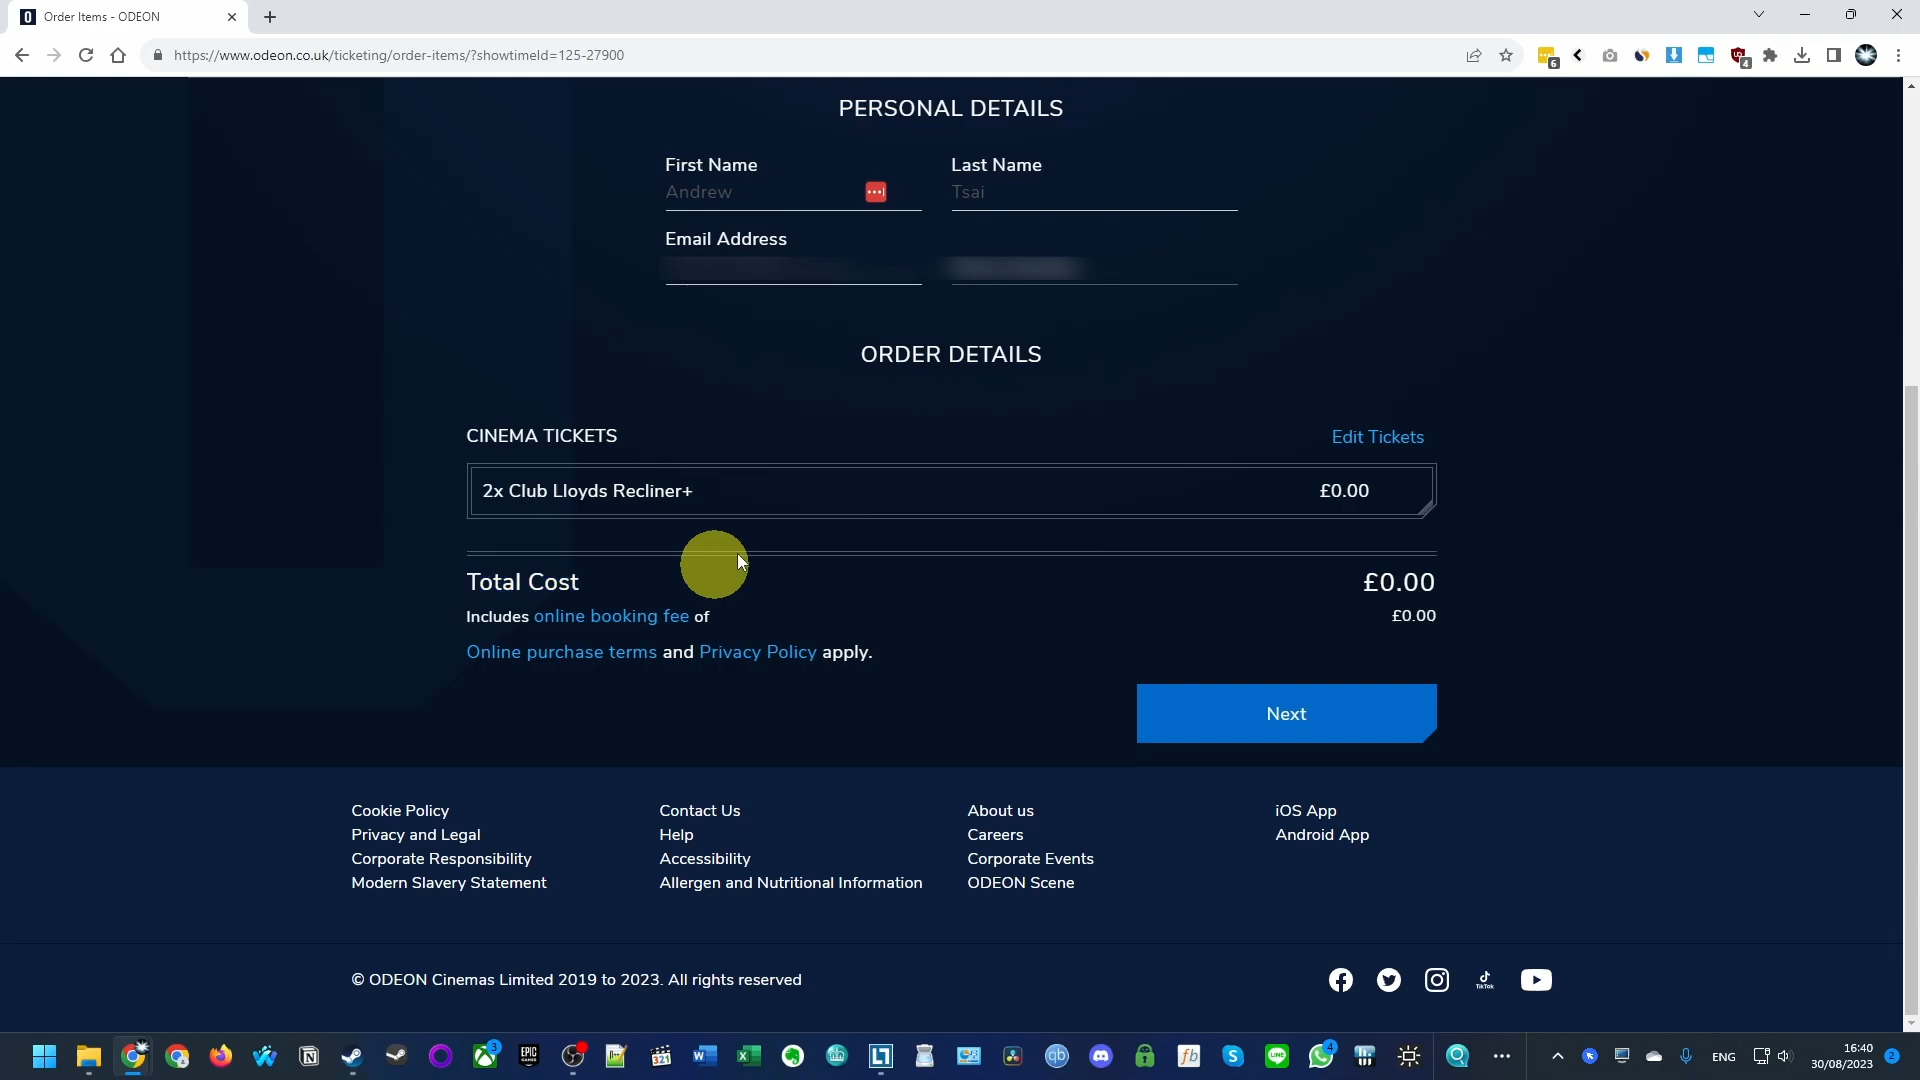 Order Items - ODEON
https://www.odeon.co.uk/ticketing/order-items/?showtimeId=125-27900
PERSONAL DETAILS
First Name Last Name
Andrew Tsai
Email Address
ORDER DETAILS
CINEMA TICKETS Edit Tickets
2x Club Lloyds Recliner+ £0.00
Total Cost £0.00
Includes online booking fee of £0.00
Online purchase terms and Privacy Policy apply.
Next
Cookie Policy Contact Us About us iOS App
Privacy and Legal Help Careers Android App
Corporate Responsibility Accessibility Corporate Events
Modern Slavery Statement Allergen and Nutritional Information ODEON Scene
© ODEON Cinemas Limited 2019 to 2023. All rights reserved
TikTok
ENG 16:40
30/08/2023